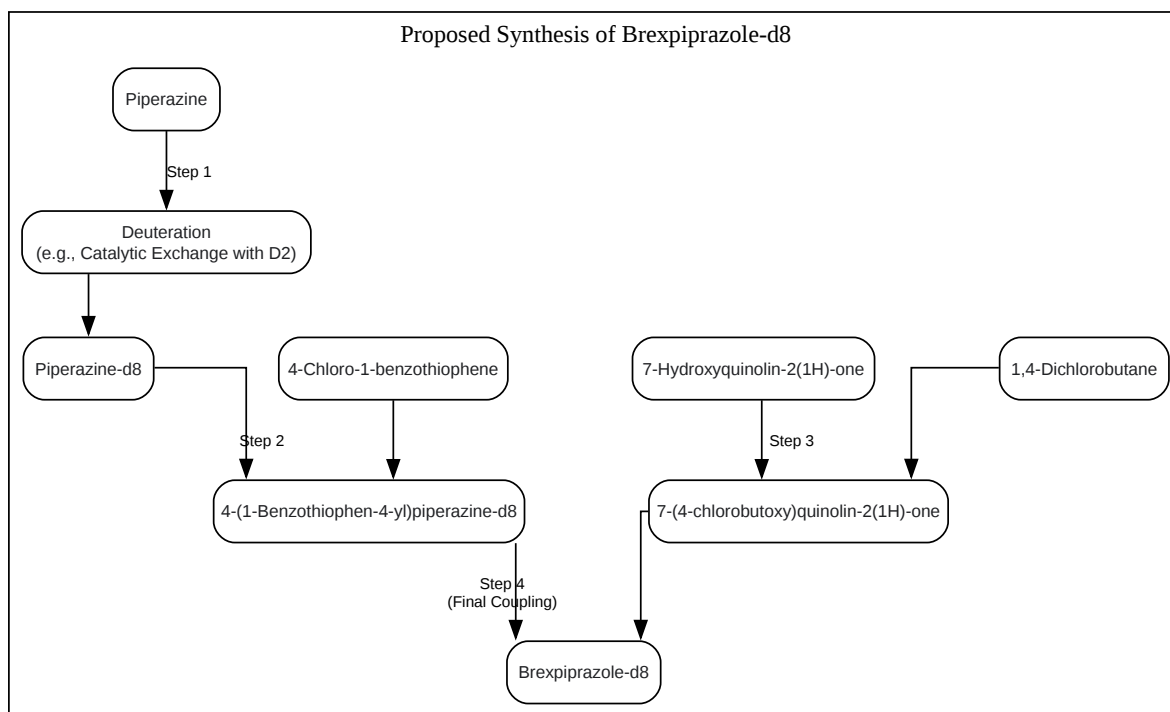 Proposed Synthesis of Brexpiprazole-d8
Piperazine
Step 1
Deuteration
(e.g., Catalytic Exchange with D2)
Piperazine-d8
4-Chloro-1-benzothiophene
7-Hydroxyquinolin-2(1H)-one
1,4-Dichlorobutane
Step 2
Step 3
4-(1-Benzothiophen-4-yl)piperazine-d8
7-(4-chlorobutoxy)quinolin-2(1H)-one
Step 4
(Final Coupling)
Brexpiprazole-d8